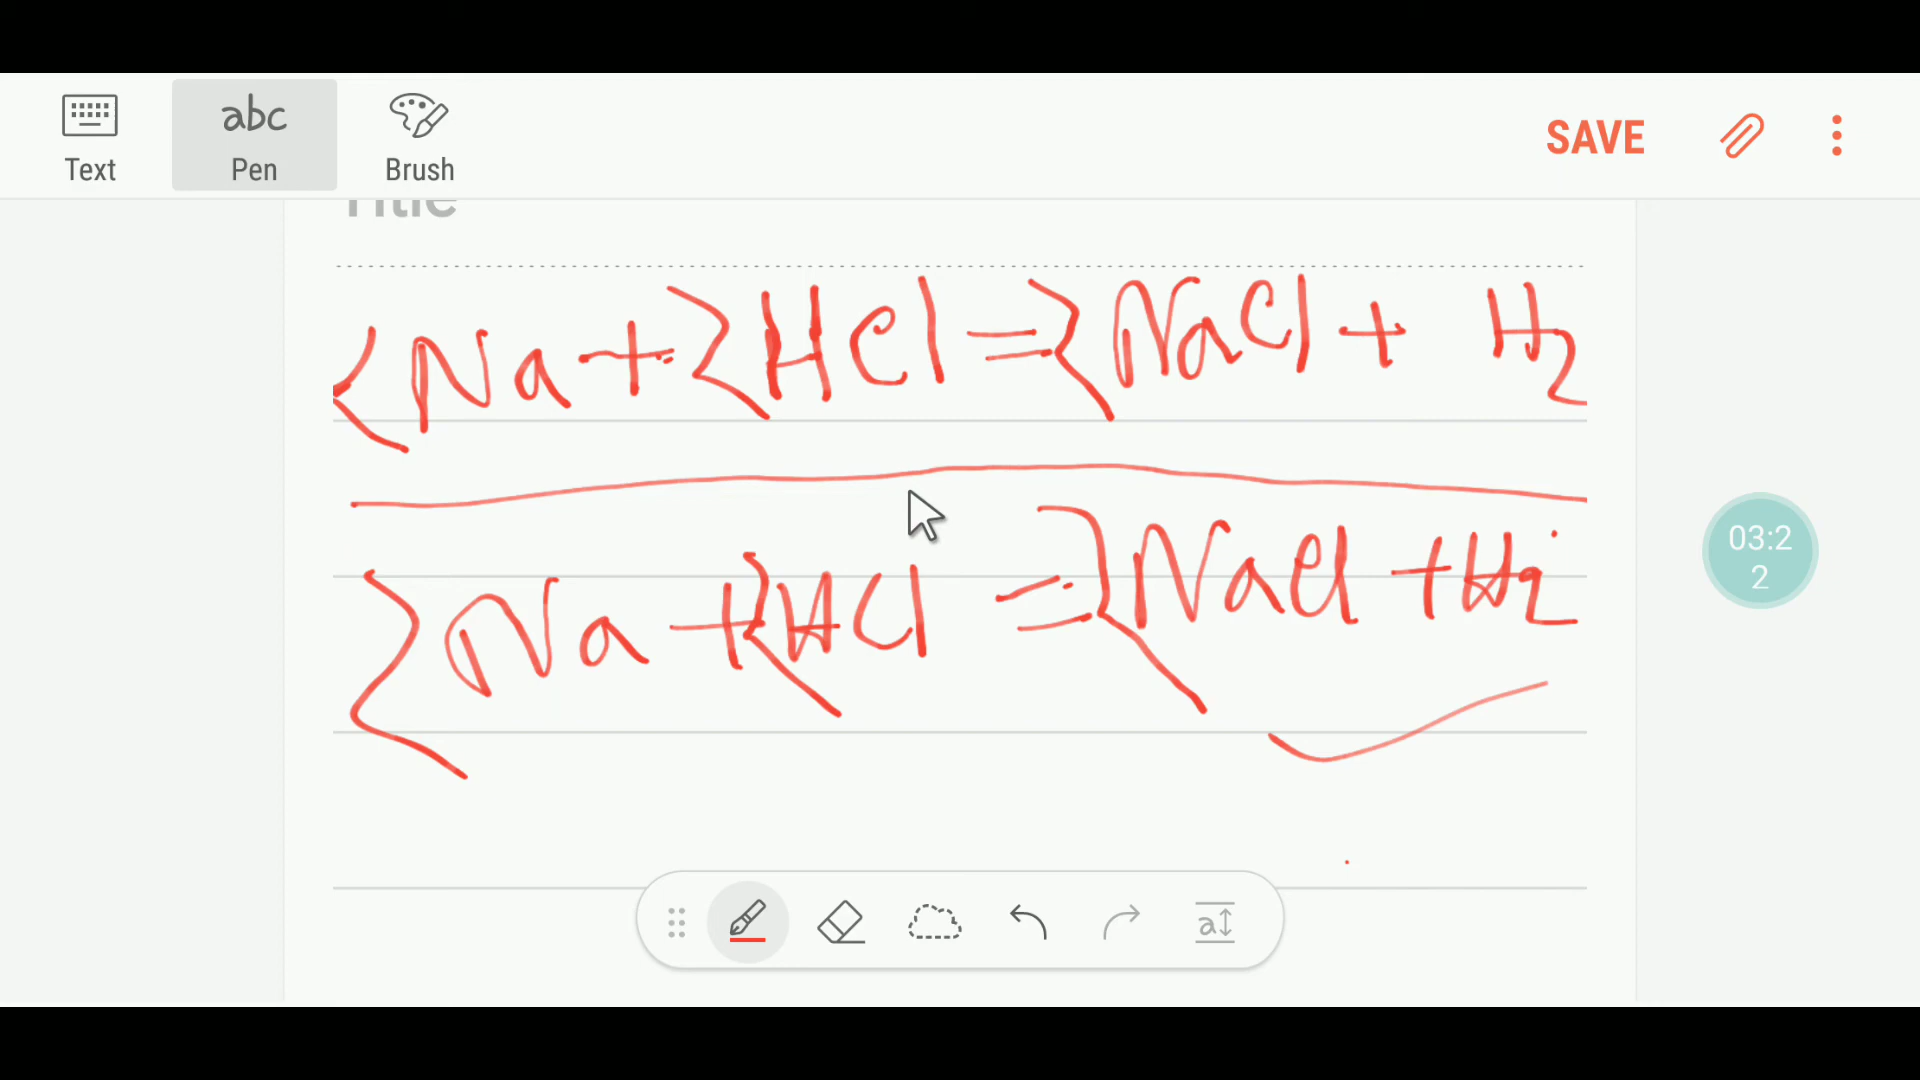 Text
abc
Pen
Brush
SAVE
Title
2Na + 2HCl = 2NaCl + H2
2Na + 2HCl = 2NaCl + H2
03:2
2
a